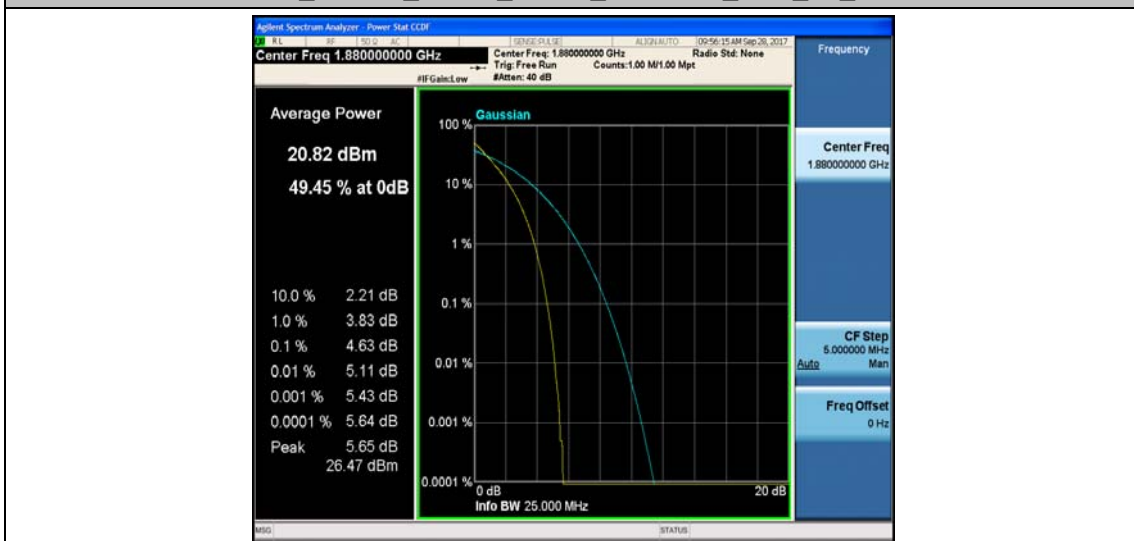 Agilent Spectrum Analyzer - Power Stat CCDF
RL RF 50 Ω AC SENSE:PULSE ALIGN AUTO 09:56:15 AM Sep 28, 2017
Center Freq 1.880000000 GHz
Center Freq: 1.880000000 GHz Radio Std: None
Trig: Free Run Counts:1.00 M/1.00 Mpt
#IFGain:Low #Atten: 40 dB
Frequency
Average Power
20.82 dBm
49.45 % at 0dB
10.0 % 2.21 dB
1.0 % 3.83 dB
0.1 % 4.63 dB
0.01 % 5.11 dB
0.001 % 5.43 dB
0.0001 % 5.64 dB
Peak 5.65 dB
26.47 dBm
Gaussian
100 %
10 %
1 %
0.1 %
0.01 %
0.001 %
0.0001 %
0 dB 20 dB
Info BW 25.000 MHz
Center Freq
1.880000000 GHz
CF Step
5.000000 MHz
Auto Man
Freq Offset
0 Hz
MSG STATUS